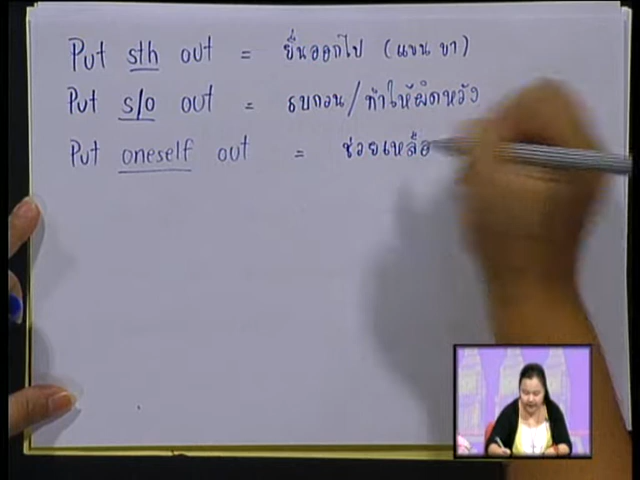 Put sth out = ยื่นออกไป (แขน ขา)
Put s/o out = รบกวน/ทำให้ผิดหวัง
Put oneself out = ช่วยเหลือ